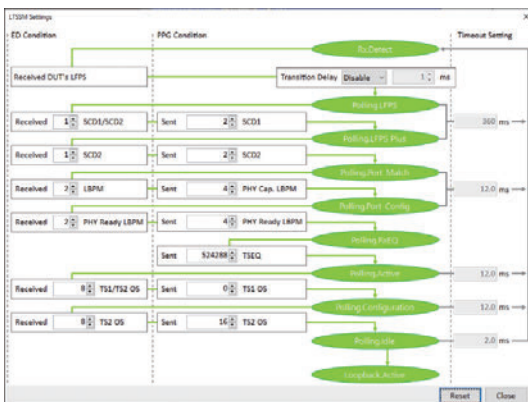 LTSSM Settings
ED Condition PPG Condition Timeout Setting
Rx.Detect
Received DUT's LFPS Transition Delay Disable 1 ms
Polling.LFPS
Received 1 SCD1/SCD2 Sent 2 SCD1 360 ms
Polling.LFPS Plus
Received 1 SCD2 Sent 2 SCD2
Polling.Port Match
Received 2 LBPM Sent 4 PHY Cap. LBPM 12.0 ms
Polling.Port Config
Received 2 PHY Ready LBPM Sent 4 PHY Ready LBPM
Polling.RxEQ
Sent 524288 TSEQ
Polling.Active 12.0 ms
Received 8 TS1/TS2 OS Sent 0 TS1 OS
Polling.Configuration 12.0 ms
Received 8 TS2 OS Sent 16 TS2 OS
Polling.Idle 2.0 ms
Loopback.Active
Reset Close